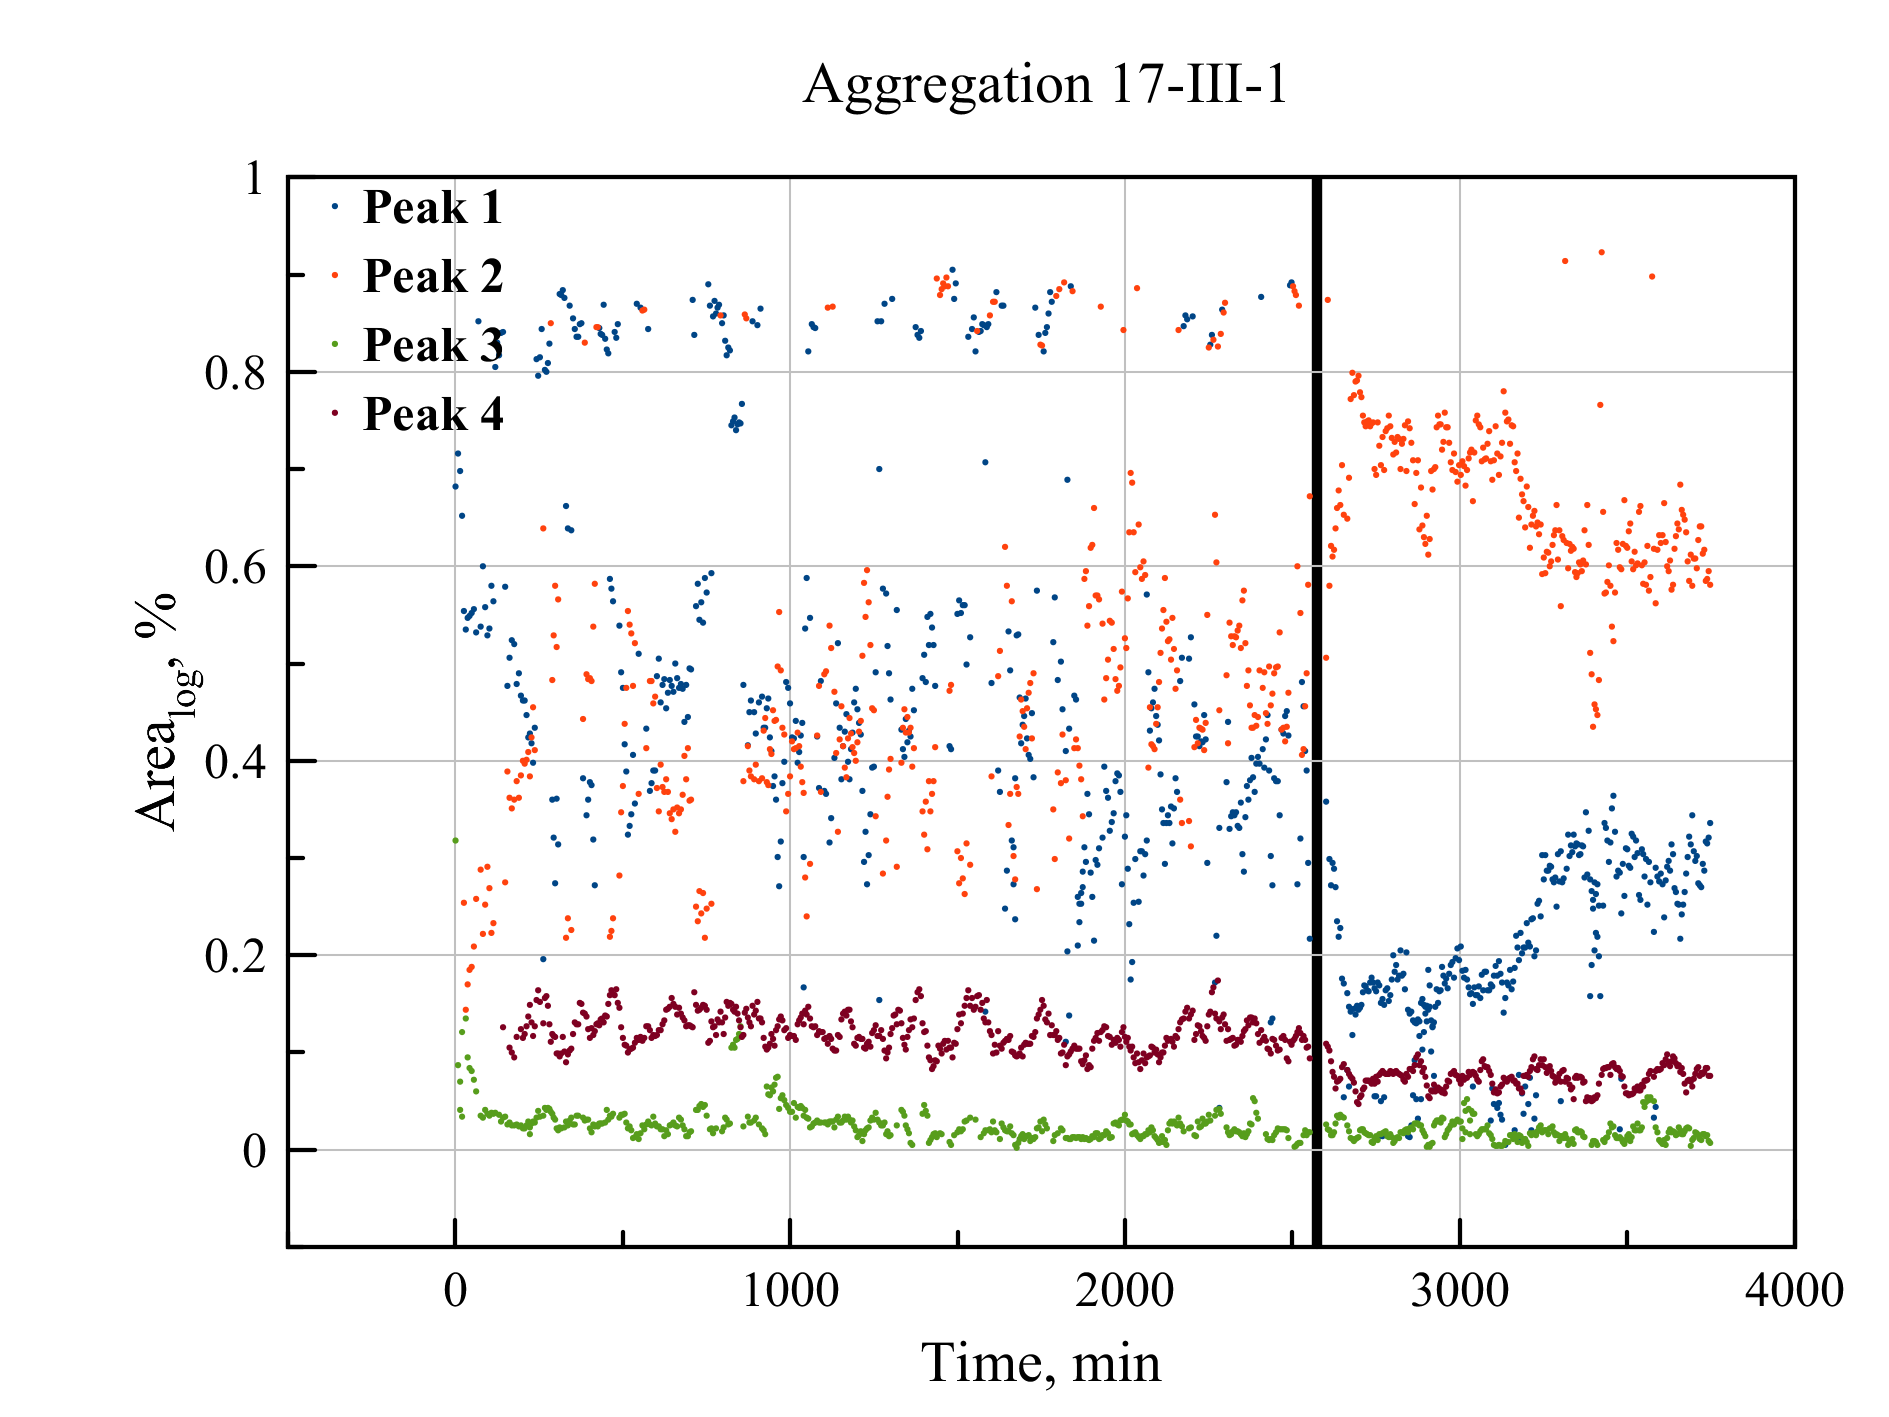 Aggregation 17-III-1
1
Peak 1
Peak 2
Peak 3
0.8
Peak 4
0.6
Area_log, %
0.4
0.2
0
0 1000 2000 3000 4000
Time, min